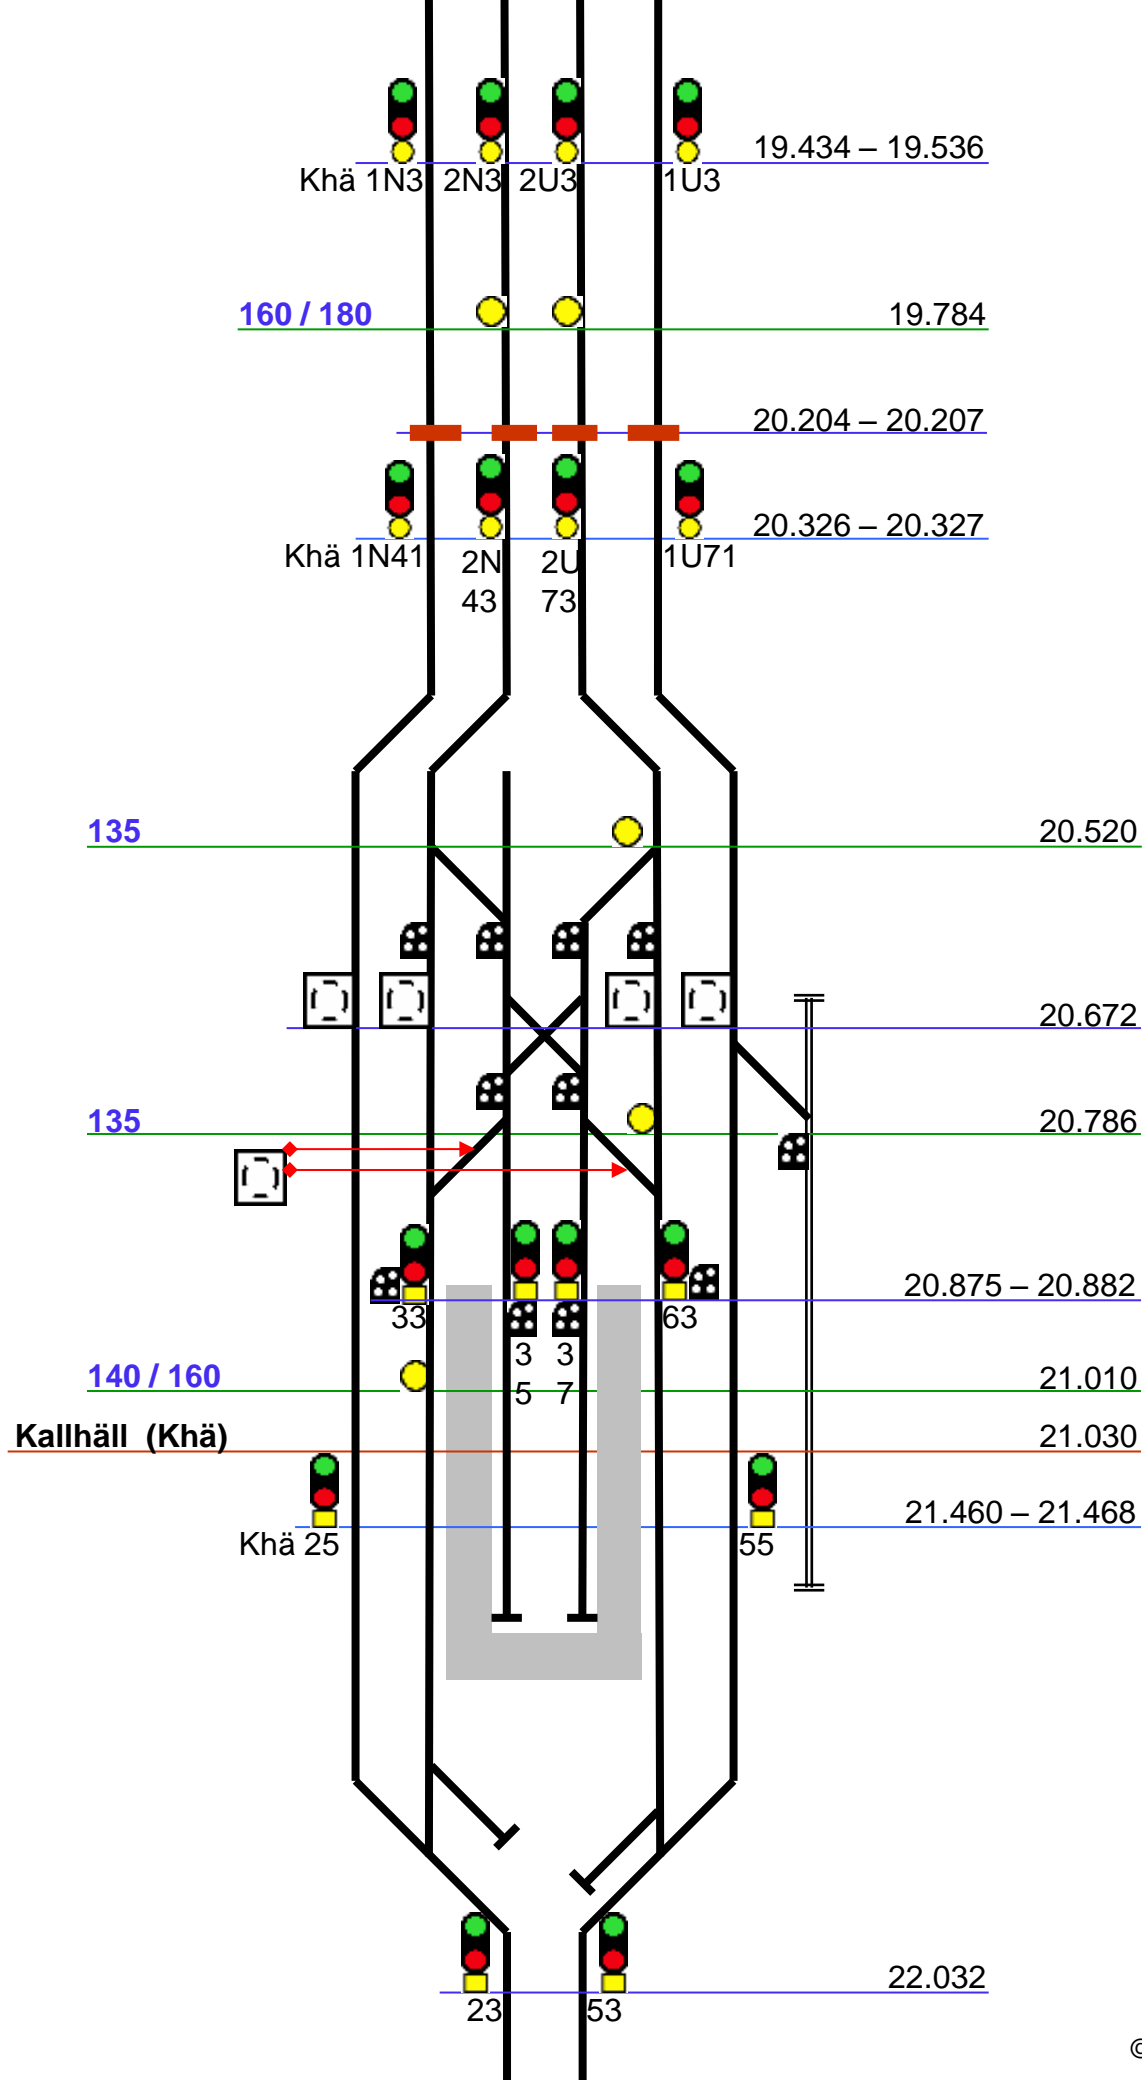 19.434 – 19.536
Khä 1N3 2N3 2U3 1U3
160 / 180 19.784
20.204 – 20.207
20.326 – 20.327
Khä 1N41 2N 2U 1U71
43 73
135 20.520
20.672
135 20.786
20.875 – 20.882
33 63
3 3
140 / 160 21.010
5 7
Kallhäll (Khä) 21.030
21.460 – 21.468
Khä 25 55
22.032
23 53
©